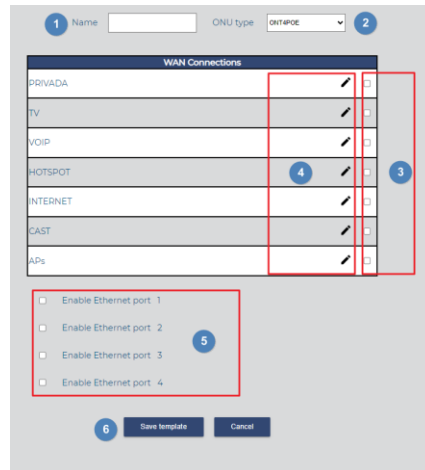 1 Name ONU type ONT4POE 2
WAN Connections
PRIVADA
TV
VOIP
HOTSPOT 4 3
INTERNET
CAST
APs
Enable Ethernet port 1
Enable Ethernet port 2
5
Enable Ethernet port 3
Enable Ethernet port 4
6 Save template Cancel